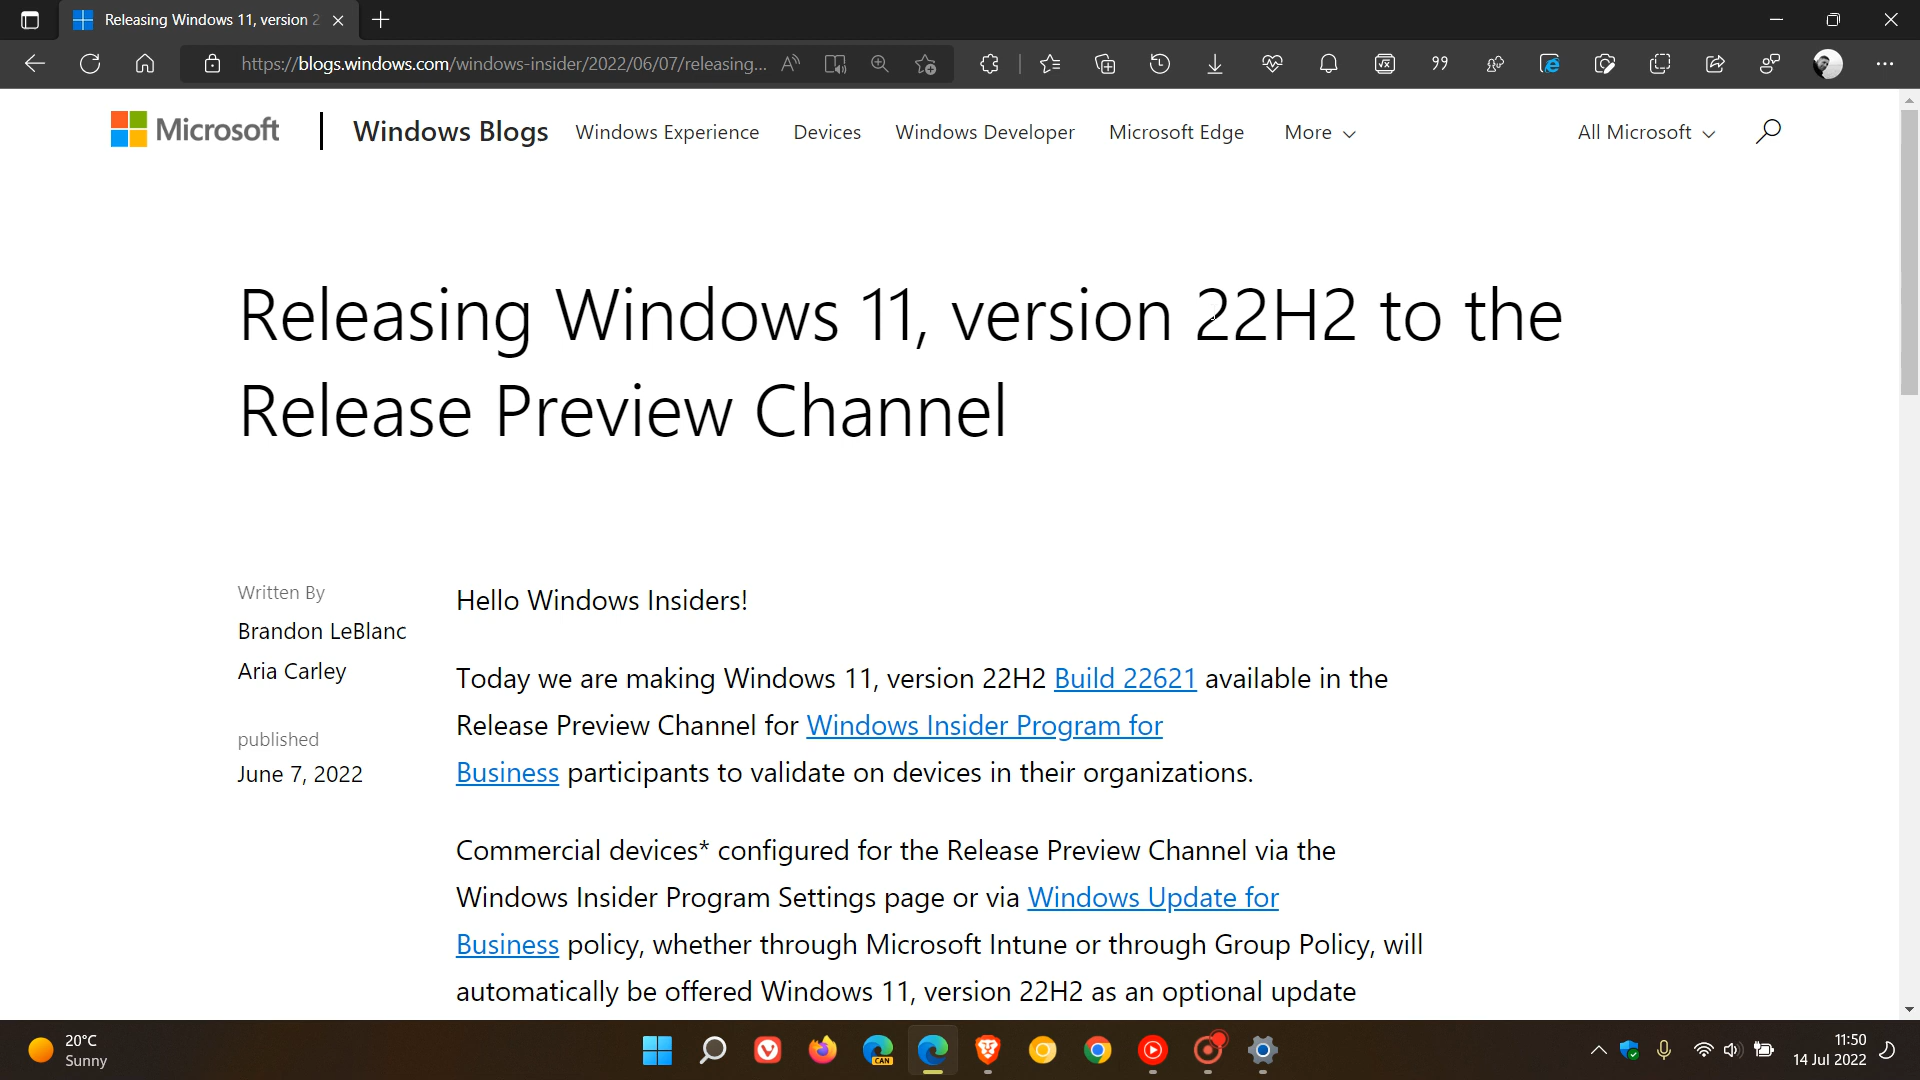 Releasing Windows 11, version 2
https://blogs.windows.com/windows-insider/2022/06/07/releasing...
Microsoft
Windows Blogs
Windows Experience
Devices
Windows Developer
Microsoft Edge
More
All Microsoft
Releasing Windows 11, version 22H2 to the
Release Preview Channel
Written By
Brandon LeBlanc
Aria Carley
published
June 7, 2022
Hello Windows Insiders!
Today we are making Windows 11, version 22H2 Build 22621 available in the
Release Preview Channel for Windows Insider Program for
Business participants to validate on devices in their organizations.
Commercial devices* configured for the Release Preview Channel via the
Windows Insider Program Settings page or via Windows Update for
Business policy, whether through Microsoft Intune or through Group Policy, will
automatically be offered Windows 11, version 22H2 as an optional update
20°C
Sunny
CAN
11:50
14 Jul 2022